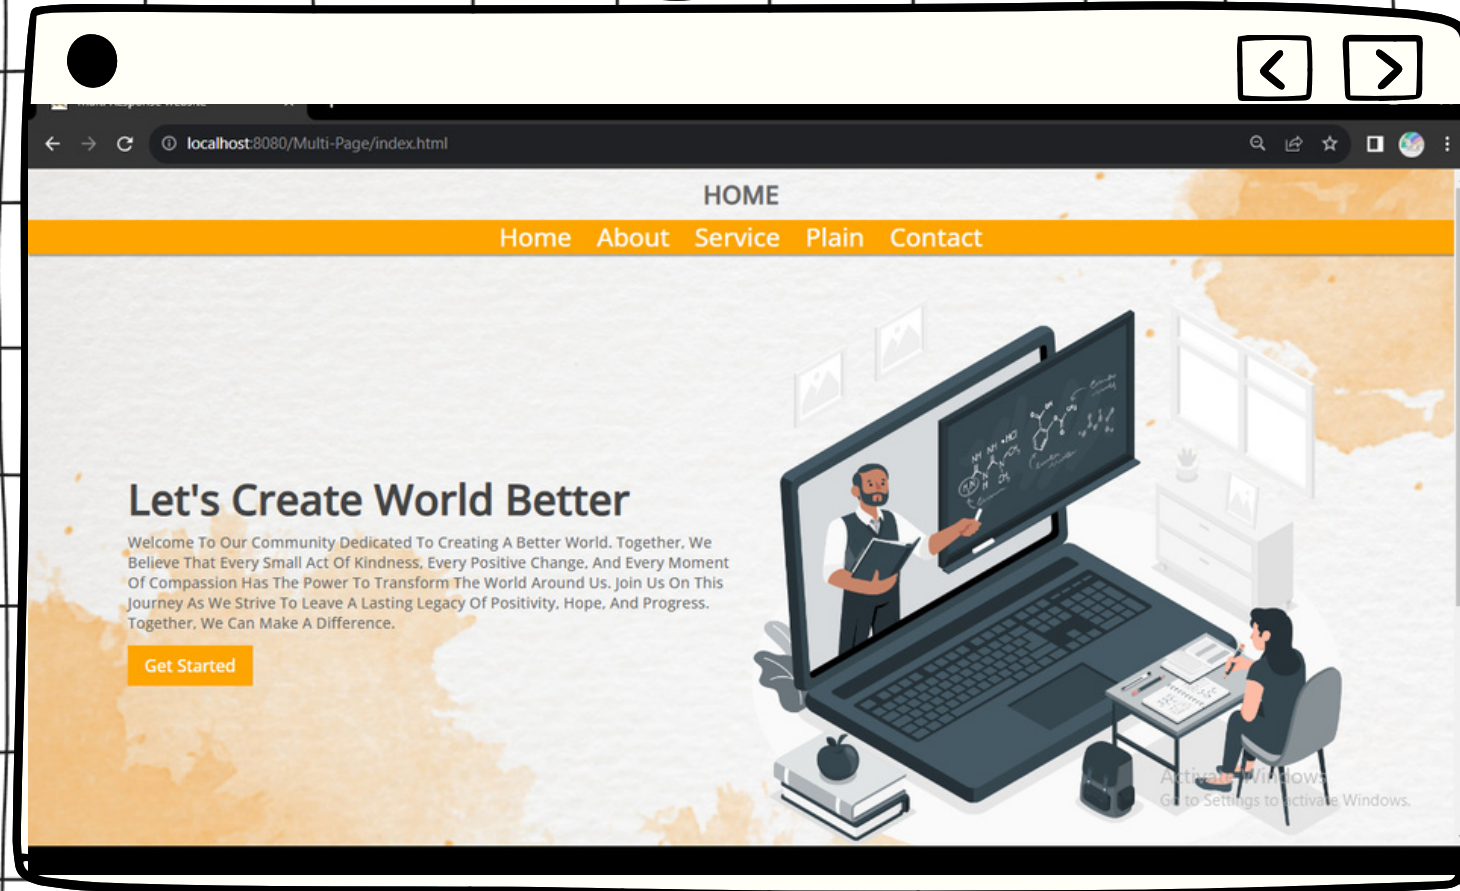 localhost:8080/Multi-Page/index.html
HOME
Home About Service Plain Contact
Let's Create World Better
Welcome To Our Community Dedicated To Creating A Better World. Together, We
Believe That Every Small Act Of Kindness, Every Positive Change, And Every Moment
Of Compassion Has The Power To Transform The World Around Us. Join Us On This
Journey As We Strive To Leave A Lasting Legacy Of Positivity, Hope, And Progress.
Together, We Can Make A Difference.
Get Started
Activate Windows
Go to Settings to activate Windows.